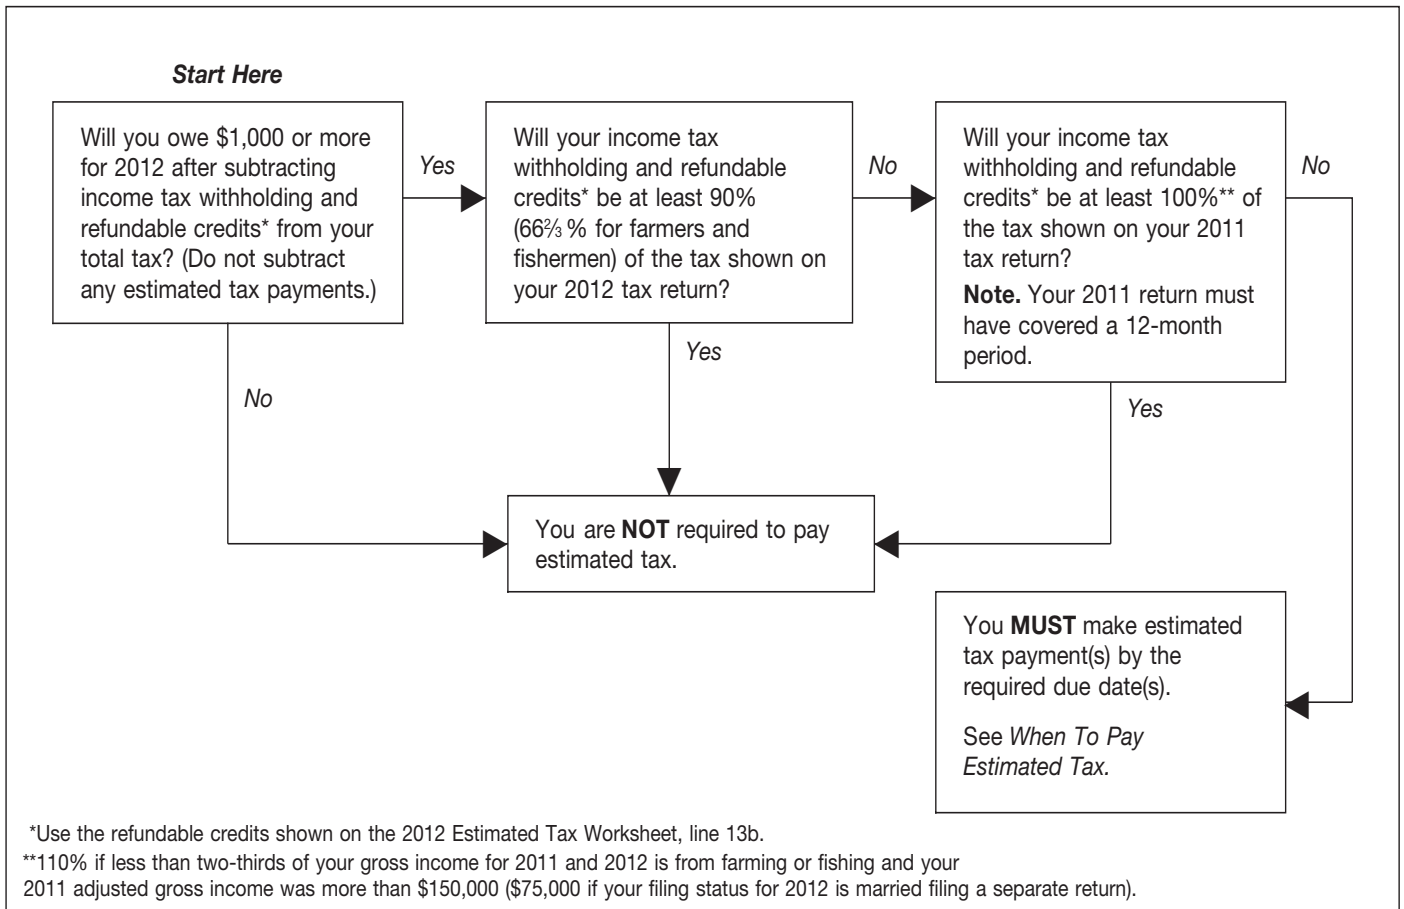 Start Here
Will you owe $1,000 or more
for 2012 after subtracting
income tax withholding and
refundable credits* from your
total tax? (Do not subtract
any estimated tax payments.)
Yes
Will your income tax
withholding and refundable
credits* be at least 90%
(66⅔ % for farmers and
fishermen) of the tax shown on
your 2012 tax return?
No
Will your income tax
withholding and refundable
credits* be at least 100%** of
the tax shown on your 2011
tax return?
Note. Your 2011 return must
have covered a 12-month
period.
No
No
Yes
Yes
You are NOT required to pay
estimated tax.
You MUST make estimated
tax payment(s) by the
required due date(s).
See When To Pay
Estimated Tax.
*Use the refundable credits shown on the 2012 Estimated Tax Worksheet, line 13b.
**110% if less than two-thirds of your gross income for 2011 and 2012 is from farming or fishing and your
2011 adjusted gross income was more than $150,000 ($75,000 if your filing status for 2012 is married filing a separate return).